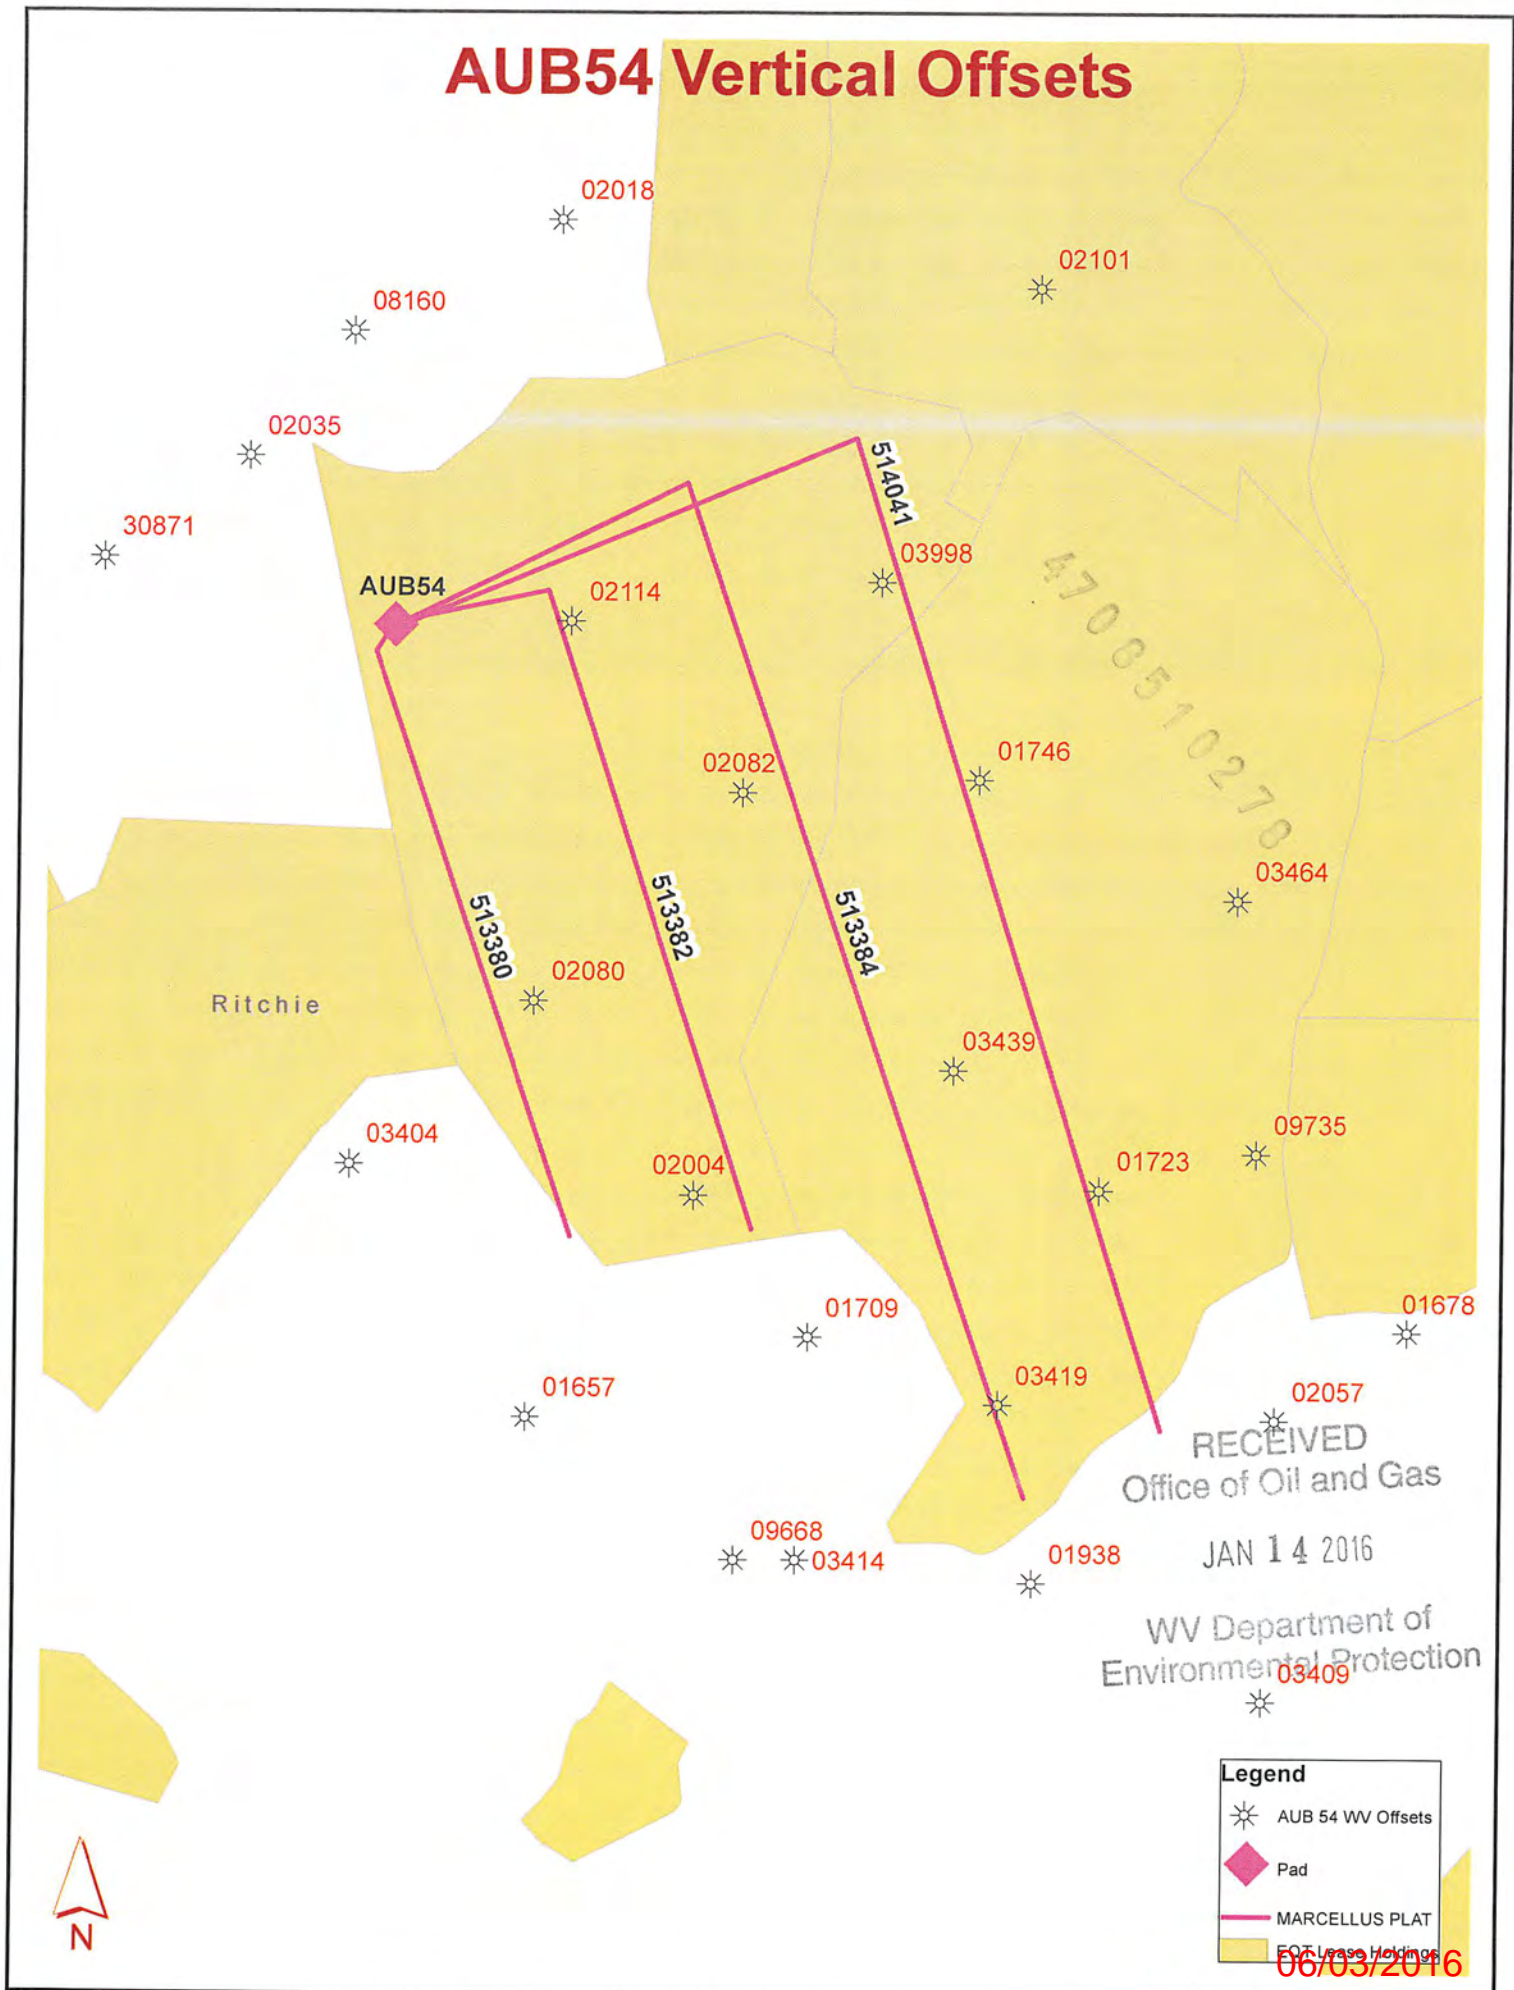 AUB54 Vertical Offsets
02018
02101
08160
02035
514041
30871
03998
AUB54
02114
4708510278
02082
01746
03464
513380
513382
513384
02080
Ritchie
03439
03404
09735
02004
01723
01709
01678
01657
03419
02057
RECEIVED
Office of Oil and Gas
09668
03414
01938
JAN 14 2016
WV Department of
Environmental Protection
03409
Legend
AUB 54 WV Offsets
Pad
MARCELLUS PLAT
EQT Lease Holdings
06/03/2016
N